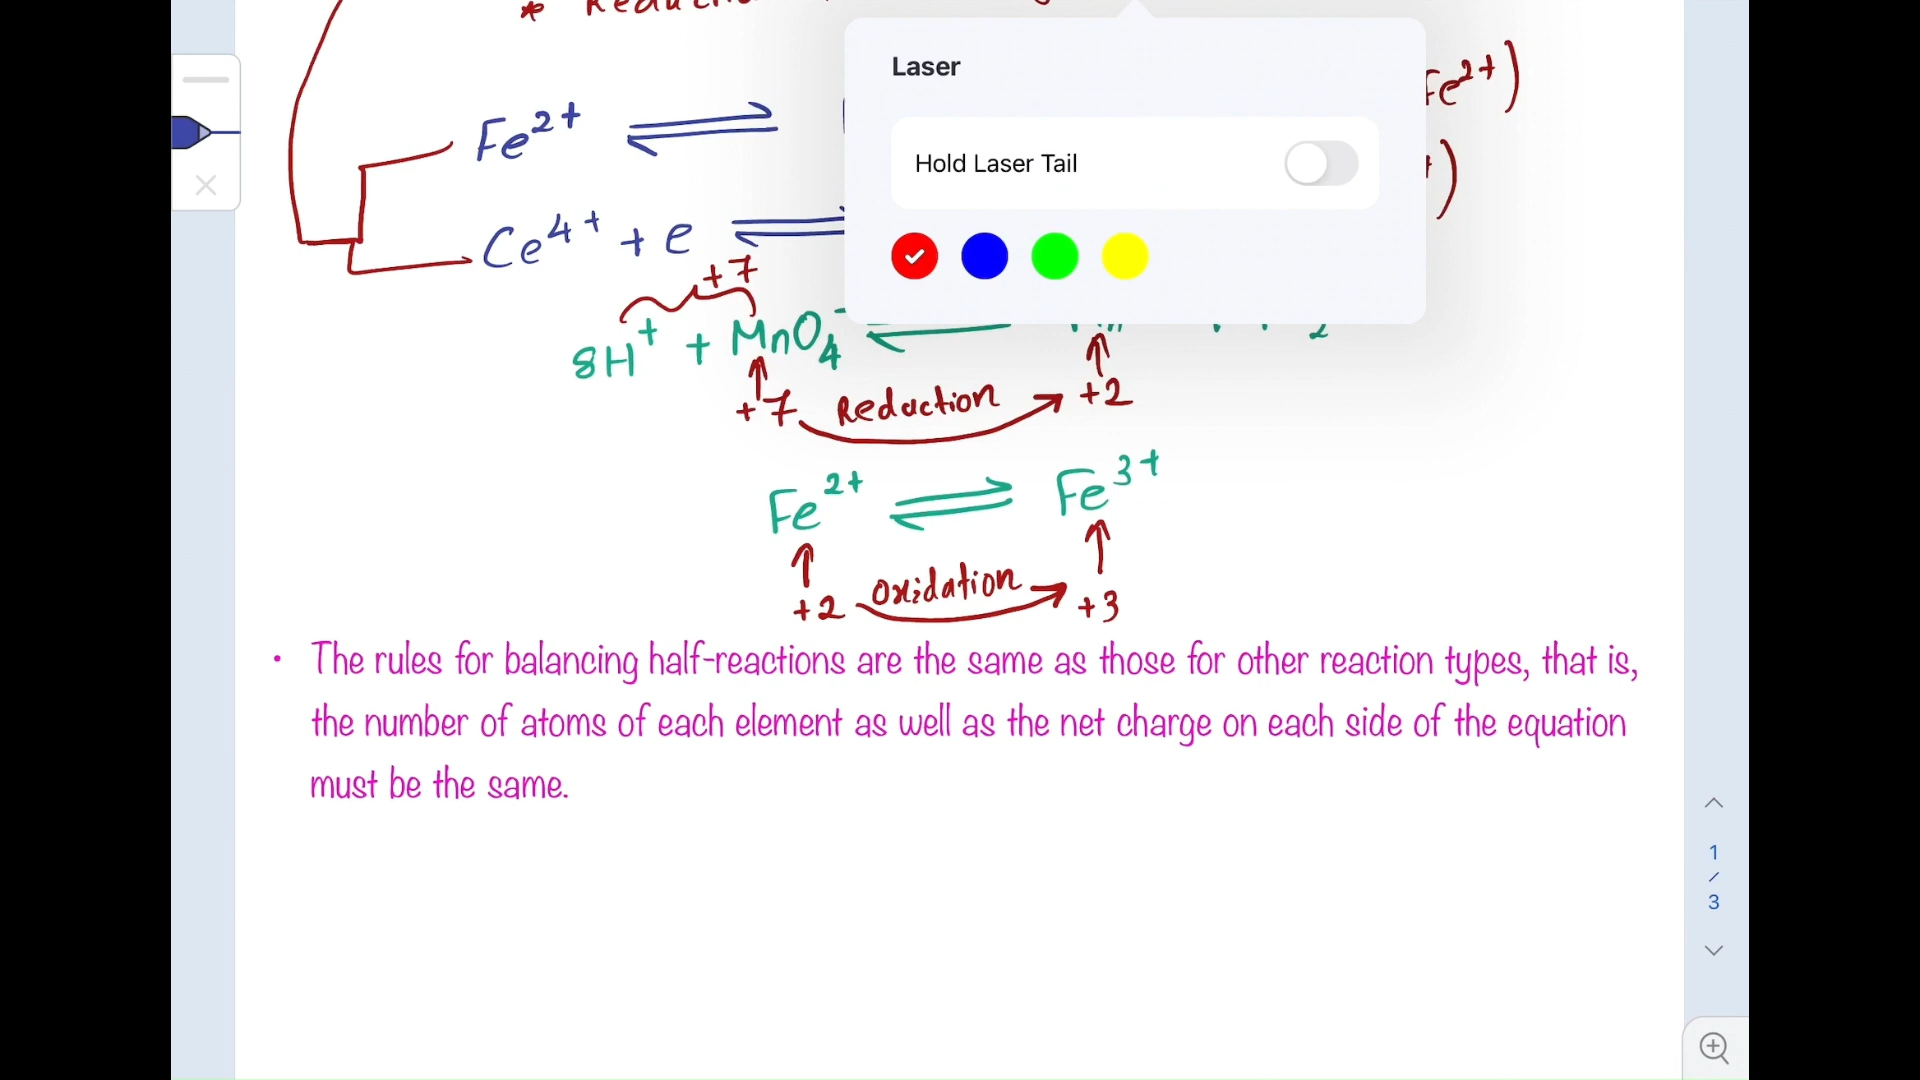 * Reduction
Laser
Fe²⁺)
Hold Laser Tail
Fe²⁺ ⇌
)
Ce⁴⁺ + e ⇌
+7
8H⁺ + MnO₄⁻ ⇌
+7 Reduction +2
Fe²⁺ ⇌ Fe³⁺
+2 Oxidation +3
• The rules for balancing half-reactions are the same as those for other reaction types, that is,
the number of atoms of each element as well as the net charge on each side of the equation
must be the same.
1
/
3